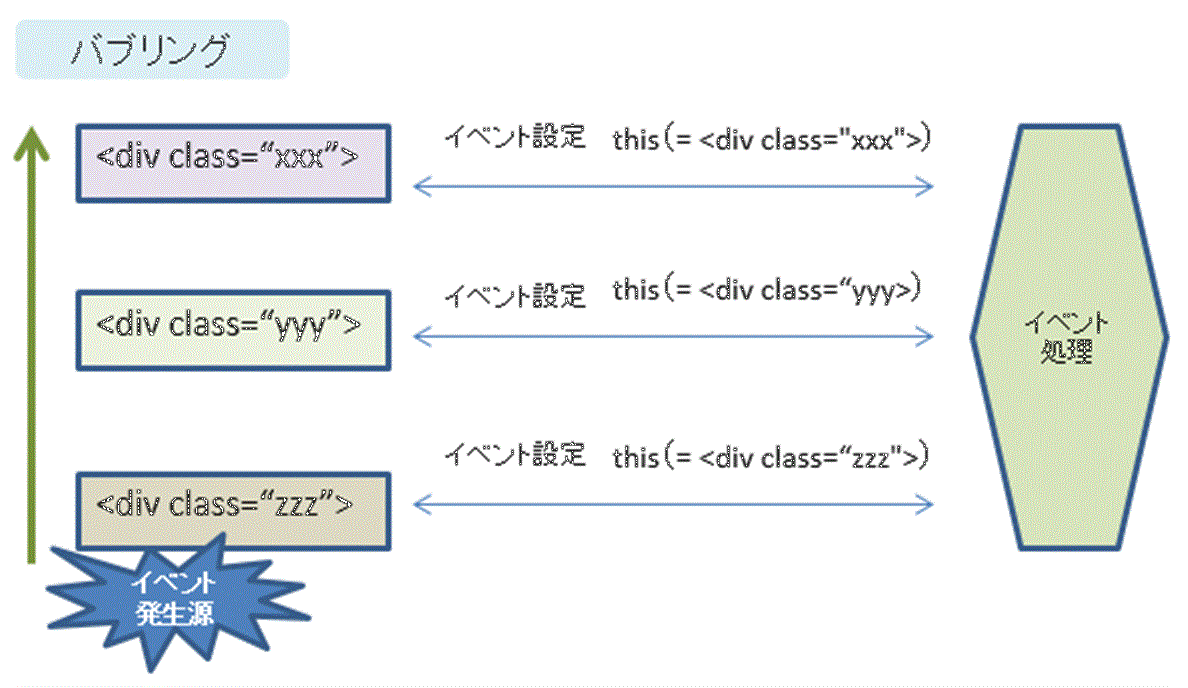 バブリング
<div class=“xxx”>
イベント設定 this(= <div class="xxx">)
<div class=“yyy”>
イベント設定 this(= <div class=“yyy>)
イベント
処理
<div class=“zzz”>
イベント設定 this(= <div class=“zzz">)
イベント
発生源